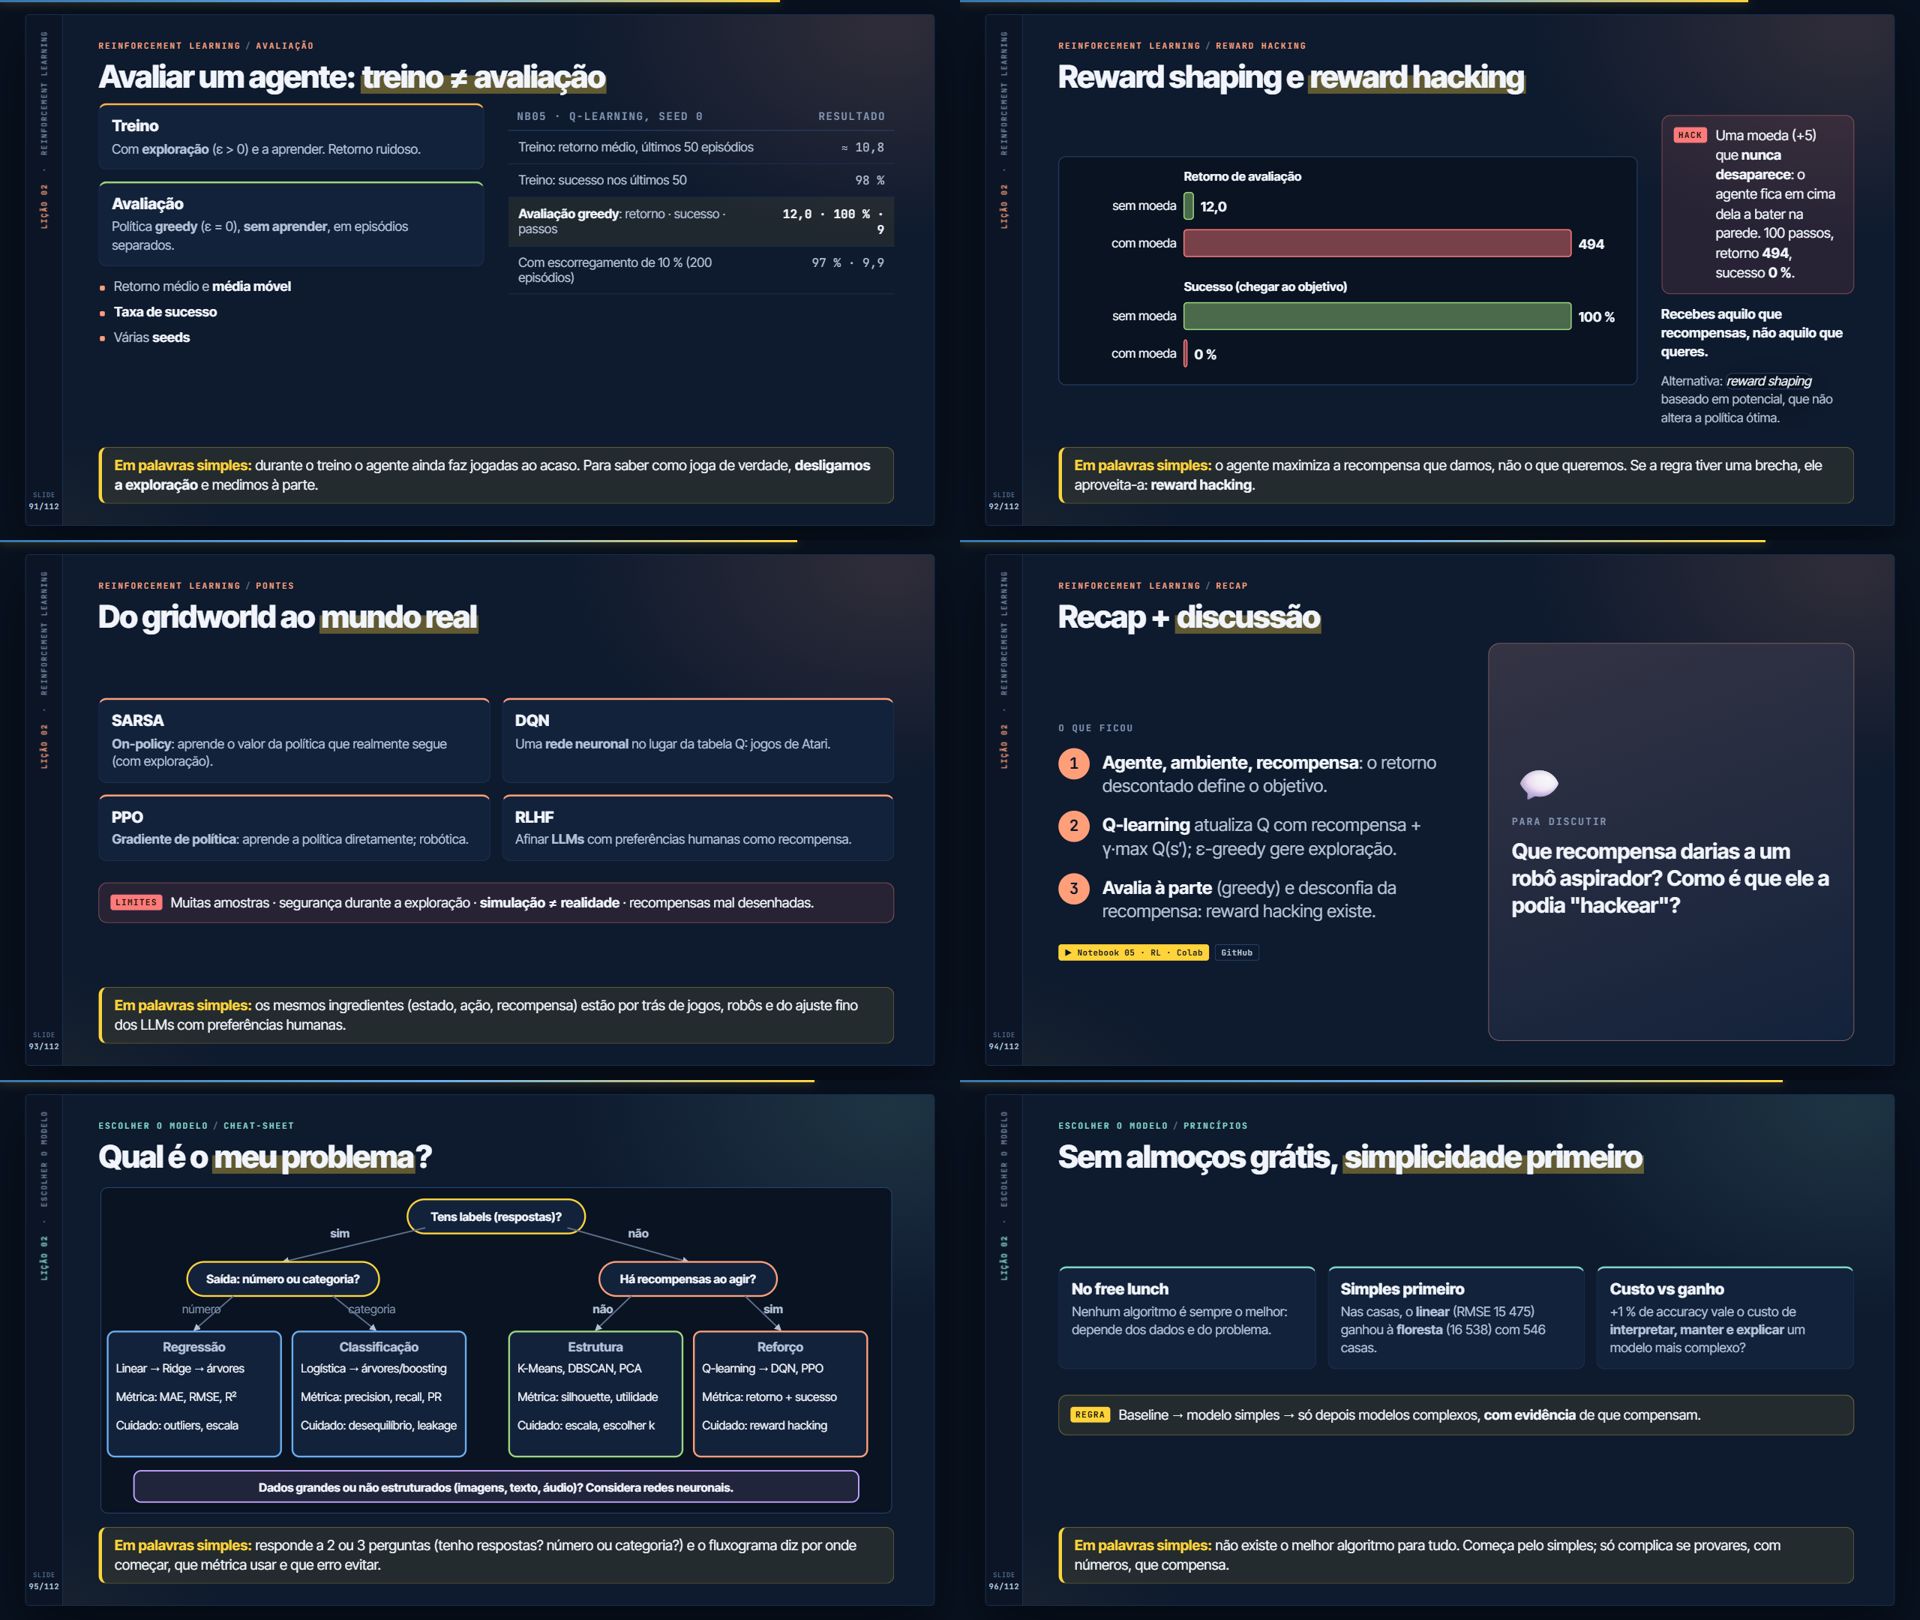 REINFORCEMENT LEARNING / AVALIAÇÃO
Avaliar um agente: treino ≠ avaliação
Treino
Com exploração (ε > 0) e a aprender. Retorno ruidoso.
Avaliação
Política greedy (ε = 0), sem aprender, em episódios
separados.
Retorno médio e média móvel
Taxa de sucesso
Várias seeds
NB05 · Q-LEARNING, SEED 0 RESULTADO
Treino: retorno médio, últimos 50 episódios ≈ 10,8
Treino: sucesso nos últimos 50 98 %
Avaliação greedy: retorno · sucesso · 12,0 · 100 % ·
passos 9
Com escorregamento de 10 % (200 97 % · 9,9
episódios)
Em palavras simples: durante o treino o agente ainda faz jogadas ao acaso. Para saber como joga de verdade, desligamos
a exploração e medimos à parte.
LIÇÃO 02 · REINFORCEMENT LEARNING
SLIDE
91/112
REINFORCEMENT LEARNING / REWARD HACKING
Reward shaping e reward hacking
Retorno de avaliação
sem moeda 12,0
com moeda 494
Sucesso (chegar ao objetivo)
sem moeda 100 %
com moeda 0 %
HACK Uma moeda (+5)
que nunca
desaparece: o
agente fica em cima
dela a bater na
parede. 100 passos,
retorno 494,
sucesso 0 %.
Recebes aquilo que
recompensas, não aquilo que
queres.
Alternativa: reward shaping
baseado em potencial, que não
altera a política ótima.
Em palavras simples: o agente maximiza a recompensa que damos, não o que queremos. Se a regra tiver uma brecha, ele
aproveita-a: reward hacking.
LIÇÃO 02 · REINFORCEMENT LEARNING
SLIDE
92/112
REINFORCEMENT LEARNING / PONTES
Do gridworld ao mundo real
SARSA
On-policy: aprende o valor da política que realmente segue
(com exploração).
DQN
Uma rede neuronal no lugar da tabela Q: jogos de Atari.
PPO
Gradiente de política: aprende a política diretamente; robótica.
RLHF
Afinar LLMs com preferências humanas como recompensa.
LIMITES Muitas amostras · segurança durante a exploração · simulação ≠ realidade · recompensas mal desenhadas.
Em palavras simples: os mesmos ingredientes (estado, ação, recompensa) estão por trás de jogos, robôs e do ajuste fino
dos LLMs com preferências humanas.
LIÇÃO 02 · REINFORCEMENT LEARNING
SLIDE
93/112
REINFORCEMENT LEARNING / RECAP
Recap + discussão
O QUE FICOU
1 Agente, ambiente, recompensa: o retorno
descontado define o objetivo.
2 Q-learning atualiza Q com recompensa +
γ·max Q(s′); ε-greedy gere exploração.
3 Avalia à parte (greedy) e desconfia da
recompensa: reward hacking existe.
▶ Notebook 05 · RL · Colab GitHub
PARA DISCUTIR
Que recompensa darias a um
robô aspirador? Como é que ele a
podia "hackear"?
LIÇÃO 02 · REINFORCEMENT LEARNING
SLIDE
94/112
ESCOLHER O MODELO / CHEAT-SHEET
Qual é o meu problema?
Tens labels (respostas)?
sim não
Saída: número ou categoria? Há recompensas ao agir?
número categoria não sim
Regressão
Linear → Ridge → árvores
Métrica: MAE, RMSE, R²
Cuidado: outliers, escala
Classificação
Logística → árvores/boosting
Métrica: precision, recall, PR
Cuidado: desequilíbrio, leakage
Estrutura
K-Means, DBSCAN, PCA
Métrica: silhouette, utilidade
Cuidado: escala, escolher k
Reforço
Q-learning → DQN, PPO
Métrica: retorno + sucesso
Cuidado: reward hacking
Dados grandes ou não estruturados (imagens, texto, áudio)? Considera redes neuronais.
Em palavras simples: responde a 2 ou 3 perguntas (tenho respostas? número ou categoria?) e o fluxograma diz por onde
começar, que métrica usar e que erro evitar.
LIÇÃO 02 · ESCOLHER O MODELO
SLIDE
95/112
ESCOLHER O MODELO / PRINCÍPIOS
Sem almoços grátis, simplicidade primeiro
No free lunch
Nenhum algoritmo é sempre o melhor:
depende dos dados e do problema.
Simples primeiro
Nas casas, o linear (RMSE 15 475)
ganhou à floresta (16 538) com 546
casas.
Custo vs ganho
+1 % de accuracy vale o custo de
interpretar, manter e explicar um
modelo mais complexo?
REGRA Baseline → modelo simples → só depois modelos complexos, com evidência de que compensam.
Em palavras simples: não existe o melhor algoritmo para tudo. Começa pelo simples; só complica se provares, com
números, que compensa.
LIÇÃO 02 · ESCOLHER O MODELO
SLIDE
96/112